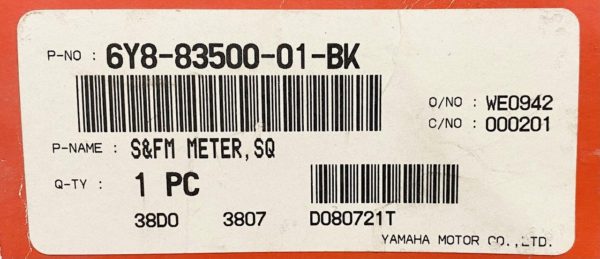 P-NO : 6Y8-83500-01-BK
O/NO : WE0942
C/NO : 000201
P-NAME : S&FM METER,SQ
Q-TY : 1 PC
38D0 3807 D080721T
YAMAHA MOTOR CO.,LTD.